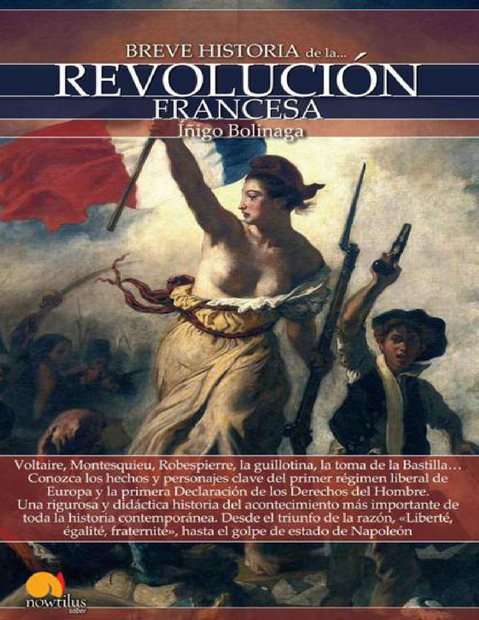 BREVE HISTORIA de la...
REVOLUCIÓN
FRANCESA
Íñigo Bolinaga
Voltaire, Montesquieu, Robespierre, la guillotina, la toma de la Bastilla...
Conozca los hechos y personajes clave del primer régimen liberal de
Europa y la primera Declaración de los Derechos del Hombre.
Una rigurosa y didáctica historia del acontecimiento más importante de
toda la historia contemporánea. Desde el triunfo de la razón, «Liberté,
égalité, fraternité», hasta el golpe de estado de Napoleón
nowtilus
saber